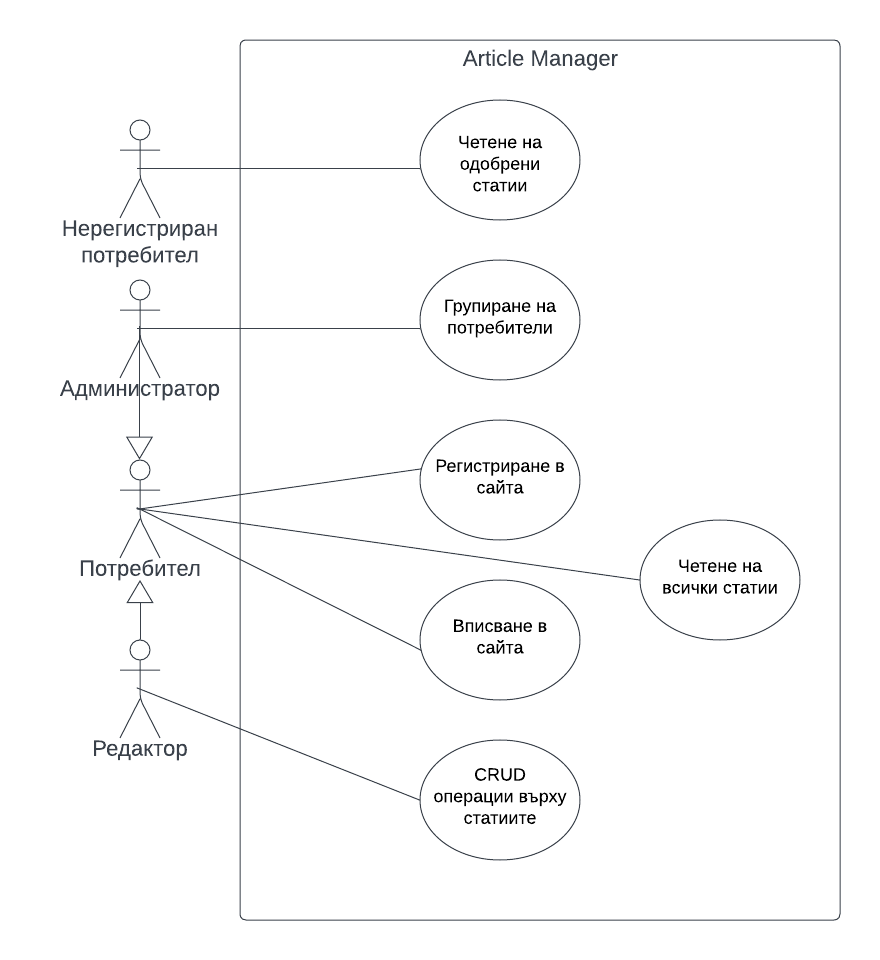 Article Manager
Четене на
одобрени
статии
Нерегистриран
потребител
Групиране на
потребители
Администратор
Регистриране в
сайта
Потребител
Четене на
всички статии
Вписване в
сайта
Редактор
CRUD
операции върху
статиите